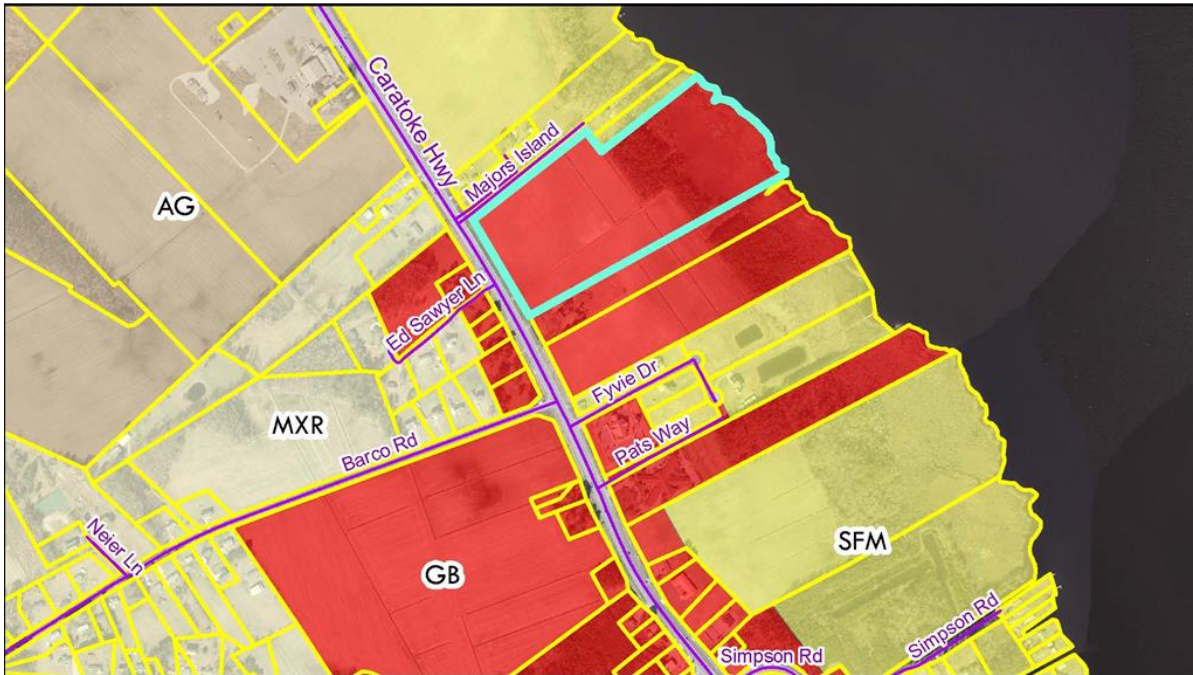 Caratoke Hwy
Majors Island
AG
Ed Sawyer Ln
Fyvie Dr
MXR
Barco Rd
Pats Way
Neier Ln
GB
SFM
Simpson Rd
Simpson Rd